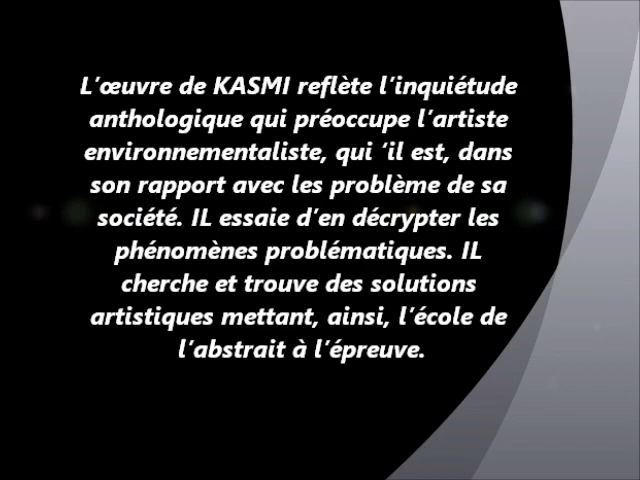 L’œuvre de KASMI reflète l’inquiétude
anthologique qui préoccupe l’artiste
environnementaliste, qui ‘il est, dans
son rapport avec les problème de sa
société. IL essaie d’en décrypter les
phénomènes problématiques. IL
cherche et trouve des solutions
artistiques mettant, ainsi, l’école de
l’abstrait à l’épreuve.